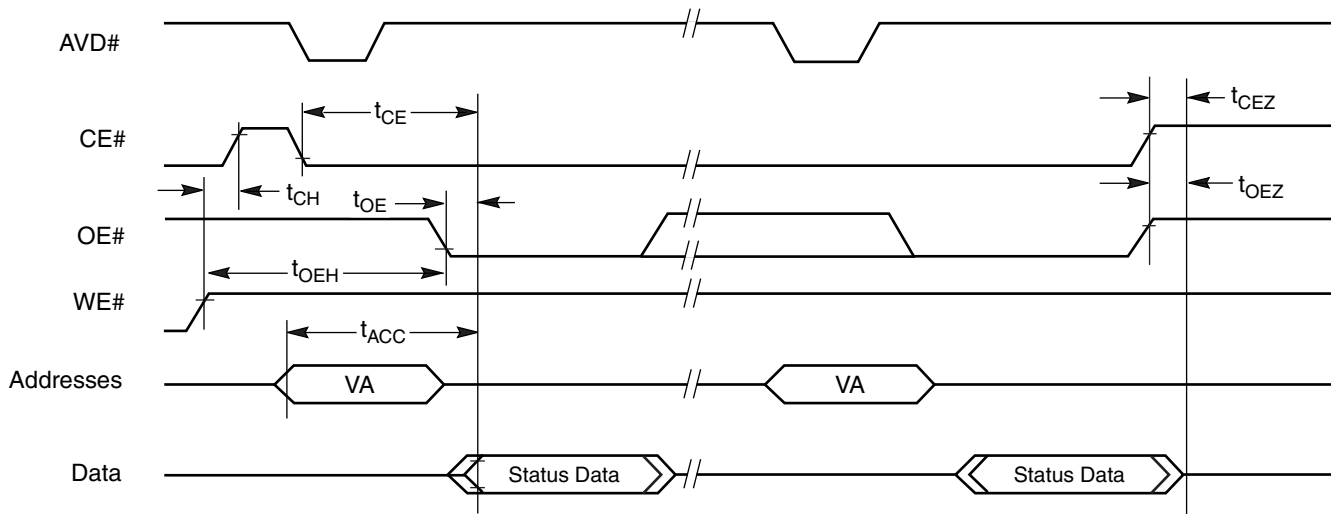 AVD#
tCE
tCEZ
CE#
tCH
tOE
tOEZ
OE#
tOEH
WE#
tACC
Addresses
VA
VA
Data
Status Data
Status Data